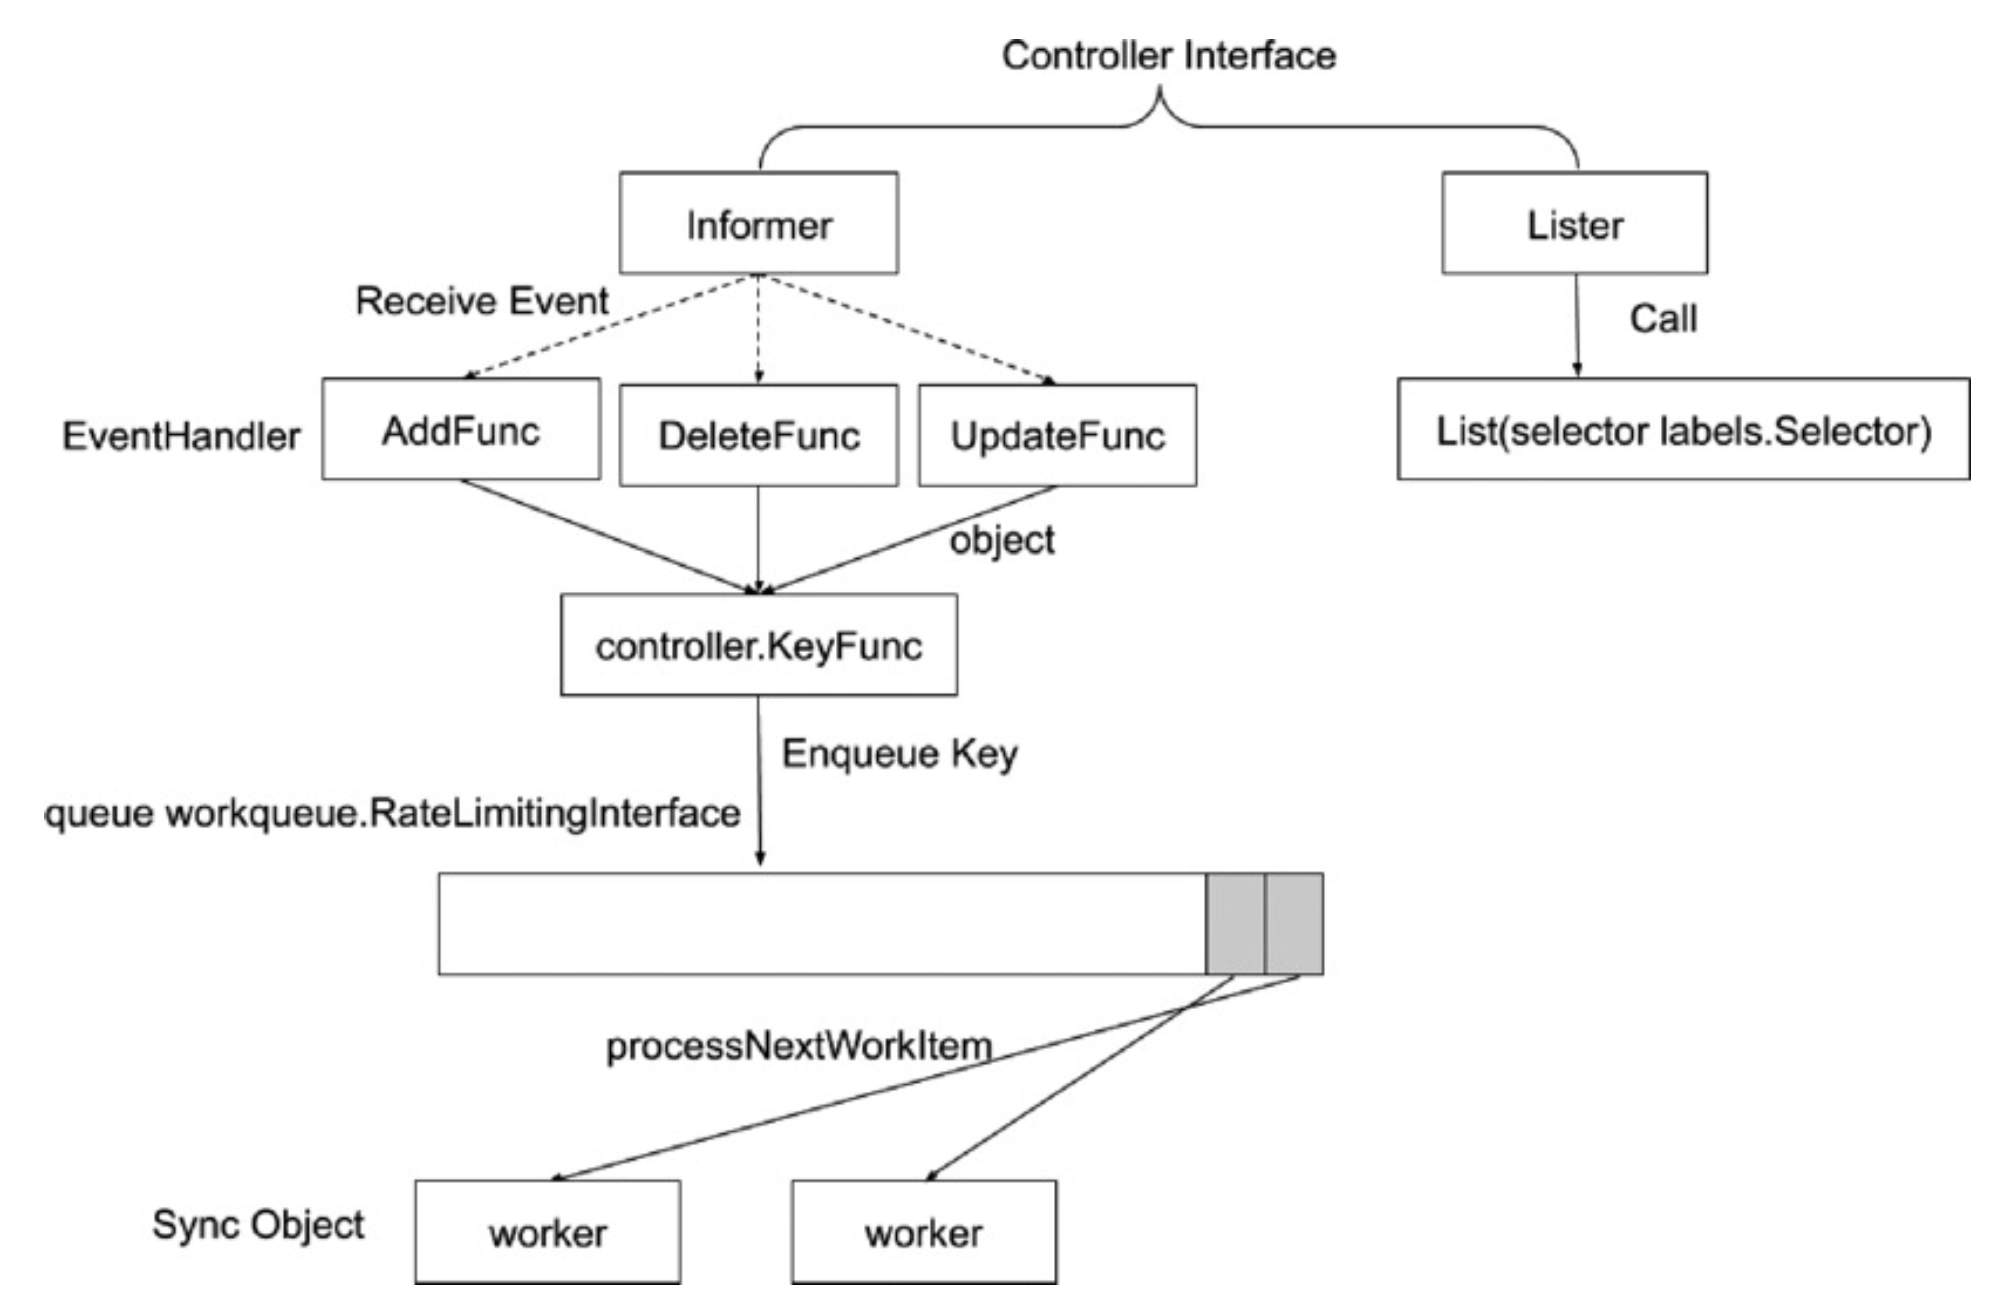 Controller Interface
Informer
Lister
Receive Event
Call
EventHandler
AddFunc
DeleteFunc
UpdateFunc
List(selector labels.Selector)
object
controller.KeyFunc
Enqueue Key
queue workqueue.RateLimitingInterface
processNextWorkItem
Sync Object
worker
worker